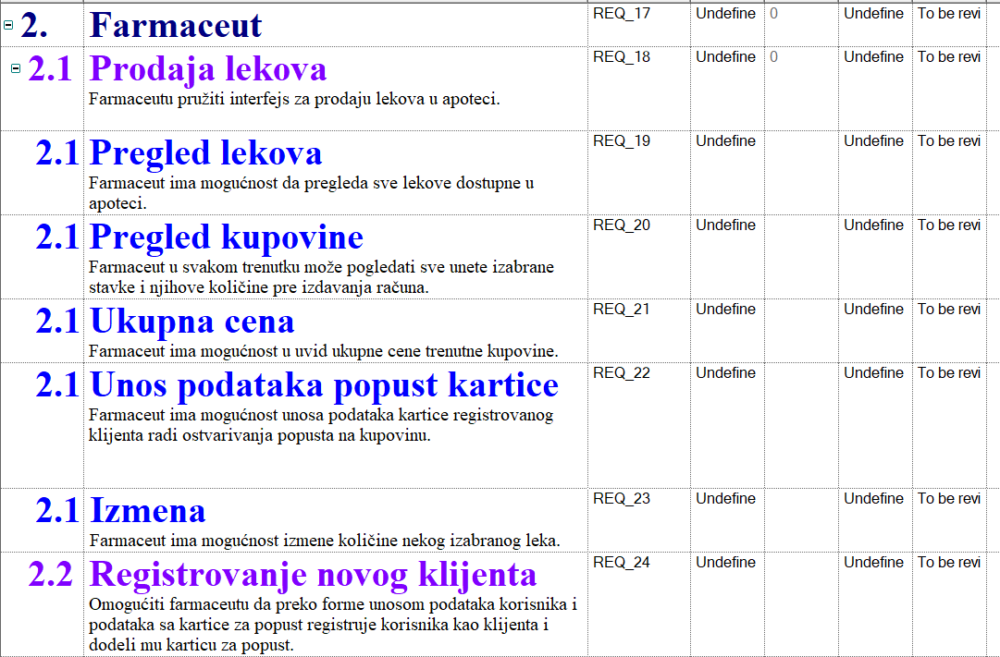 2. Farmaceut REQ_17 Undefine 0 Undefine To be revi
2.1 Prodaja lekova REQ_18 Undefine 0 Undefine To be revi
Farmaceutu pružiti interfejs za prodaju lekova u apoteci.
2.1 Pregled lekova REQ_19 Undefine Undefine To be revi
Farmaceut ima mogućnost da pregleda sve lekove dostupne u
apoteci.
2.1 Pregled kupovine REQ_20 Undefine Undefine To be revi
Farmaceut u svakom trenutku može pogledati sve unete izabrane
stavke i njihove količine pre izdavanja računa.
2.1 Ukupna cena REQ_21 Undefine Undefine To be revi
Farmaceut ima mogućnost u uvid ukupne cene trenutne kupovine.
2.1 Unos podataka popust kartice REQ_22 Undefine Undefine To be revi
Farmaceut ima mogućnost unosa podataka kartice registrovanog
klijenta radi ostvarivanja popusta na kupovinu.
2.1 Izmena REQ_23 Undefine Undefine To be revi
Farmaceut ima mogućnost izmene količine nekog izabranog leka.
2.2 Registrovanje novog klijenta REQ_24 Undefine Undefine To be revi
Omogućiti farmaceutu da preko forme unosom podataka korisnika i
podataka sa kartice za popust registruje korisnika kao klijenta i
dodeli mu karticu za popust.